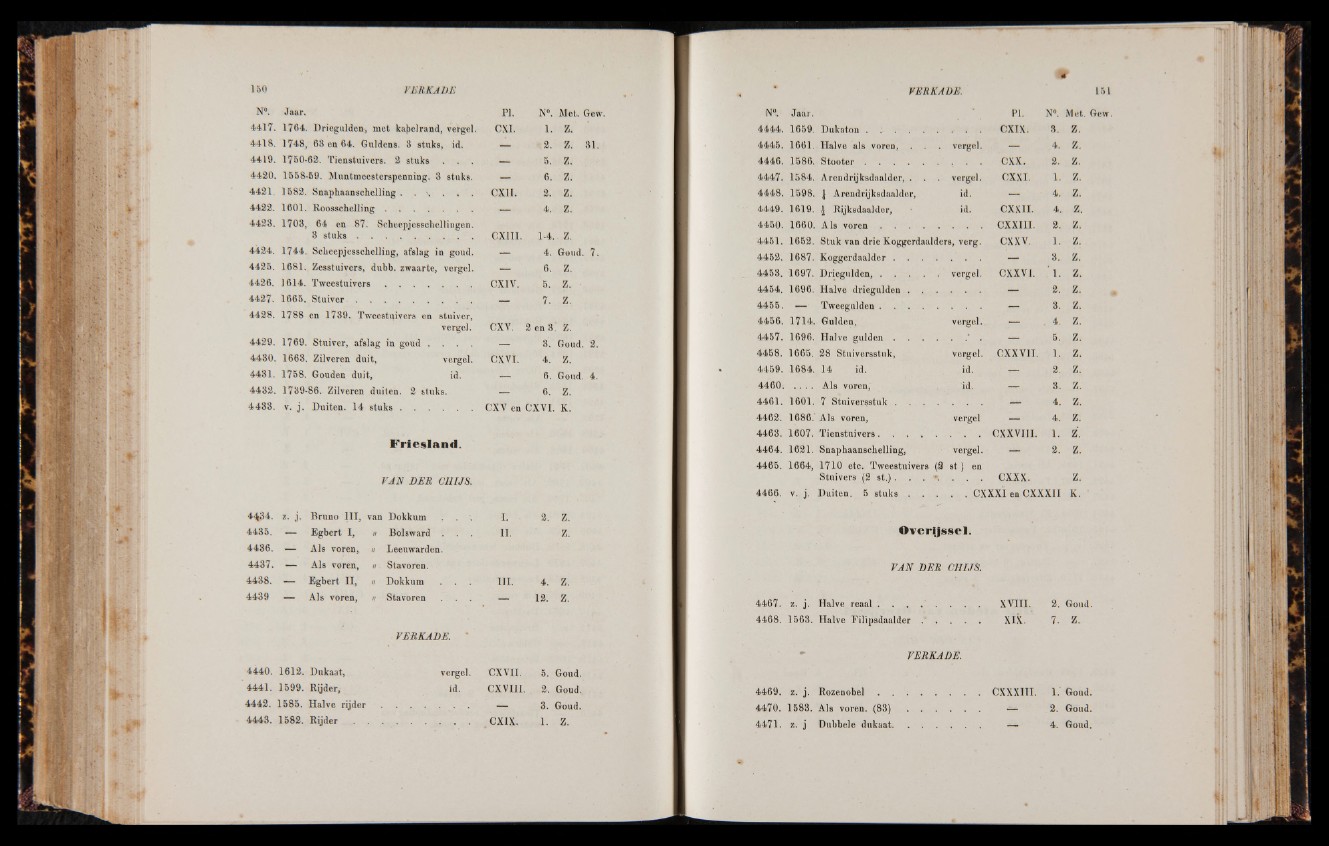 150 VERKADE
N°. Jaar. Pl. N°. Met. Gew.
4417. 1764. Driegulden, met kabelrand, vergel. CXI. 1. Z.
4418. 1748, 63 en 64. Guldens. 3 stuks, id. — 2. Z. 31.
4419. 1750-62. Tienstuivers. 2 stuks . . . — 5. Z.
4420. 1558-59. Muntmeesterspenning. 3 stuks. — 6. Z.
4421 1582. Snaphaanschelling . . . . . . CXII. 2. Z.
4422. 1601. Roosschelling . . . . . . . — 4. Z.
4423. 1703, 64 en 87. Scheepjesschellingen.
3 stuks . . . . . . . . . CXIII. 1-4. Z.
4424. 1744. Scheepjesschelling, afslag in goud. — 4. Goud. 7.
4425. 1681. Zesstuivers, dubb. zwaarte, vergel. — 6. Z.
4426. 1614. Tweestuivers . . . . . . . CXIV. 5. Z.
4427. 1665. Stuiver . . . . . . . . . — 7. Z.
4428. 1788 en 1739. Tweestuivers en stuiver,
vergel. CXV. 2 en 3. Z.
4429. 1769. Stuiver, afslag in goud . . . . — 3. Goud. 2.
4430. 1663. Zilveren duit, vergel. CXVI. 4. Z.
4431. 1758. Gouden duit, id. — 6. Goud. 4.
4432. 1739-86. Zilveren duiten. 2 stuks. — 6. Z.
4433. v. j. Duiten. 14 stuks . . . . . . CXV en CXVI. K.
Friesland.
VAN DER CHIJS.
4434. z. j. Bruno III, van Dokkum . . . I. 2. Z.
4435. — Egbert I, » Bolsward . . . II. Z.
4436. — Als voren, » Leeuwarden.
4437. — Als voren, » Stavoren.
4438. — Egbert II, » Dokkum . . . III. 4. Z.
4439 — Als voren, » Stavoren . . . — 12. Z.
VERKADE.
4440. 1612. Dukaat, vergel. CXVII. 5. Goud.
4441. 1599. Rijder, id. CXVIII. 2. Goud.
4442. 1585. Halve rijder . . . . . . . — 3. Goud.
4443. 1582. Rijder . . . . . . . . . CXIX. 1. Z.
VERKADE. 151
N°. Jaar. Pl. N°. Met. Gew.
4444. 1659. Dukaton . . . . . . . . CXIX. 3. Z.
4445. 1661. Halve als voren, . . . vergel. — 4. Z.
4446. 1586. Stooter . . . . . . . . CXX. 2. Z.
4447. 1584. Arendrijksdaalder, . . . vergel. CXXI. 1. Z.
4448. 1598. ¼ Arendrijksdaalder, id. — 4. Z.
4449. 1619. ¼ Rijksdaalder, id. CXXII. 4. Z.
4450. 1660. Als voren . . . . . . . . CXXIII. 2. Z.
4451. 1652. Stuk van drie Koggerdaalders, verg. CXXV. 1. Z.
4452. 1687. Koggerdaalder . . . . . . . — 3. Z.
4453. 1697. Driegulden, . . . . . vergel. CXXVI. 1. Z.
4454. 1696. Halve driegulden . . . . . . — 2. Z.
4455. — Tweegulden . . . . . . . . — 3. Z.
4456. 1714. Gulden, vergel. — 4. Z.
4457. 1696. Halve gulden . . . . . . . — 5. Z.
4458. 1665. 28 Stuiversstuk, vergel. CXXVII. 1. Z.
4459. 1684. 14 id. id. — 2. Z.
4460. .... Als voren, id. — 3. Z.
4461. 1601. 7 Stuiversstuk . . . . . . . — 4. Z.
4462. 1686. Als voren, vergel — 4. Z.
4463. 1607. Tienstuivers . . . . . . . . CXXVIII. 1. Z.
4464. 1621. Snaphaanschelling, vergel. — 2. Z.
4465. 1664, 1710 etc. Tweestuivers (2 st) en
Stuivers (2 st.) . . . . . . . CXXX. Z.
4466. v. j. Duiten. 5 stuks . . . . . CXXXI en CXXXII K.
Overijssel.
VAN DER CHIJS.
4467. z. j. Halve reaal . . . . . . . . XVIII. 2. Goud.
4468. 1563. Halve Filipsdaalder . . . . . XIX. 7. Z.
VERKADE.
4469. z. j. Rozenobel . . . . . . . . CXXXIII. 1. Goud.
4470. 1583. Als voren. (83) . . . . . . — 2. Goud.
4471. z. j Dubbele dukaat. . . . . . . — 4. Goud.